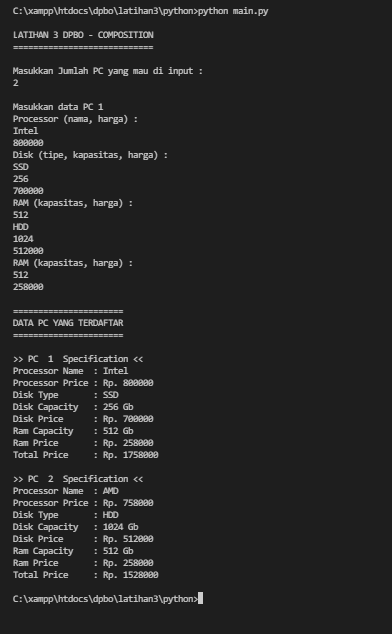 C:\xampp\htdocs\dpbo\latihan3\python>python main.py
LATIHAN 3 DPBO - COMPOSITION
============================
Masukkan Jumlah PC yang mau di input :
2
Masukkan data PC 1
Processor (nama, harga) :
Intel
800000
Disk (tipe, kapasitas, harga) :
SSD
256
700000
RAM (kapasitas, harga) :
512
HDD
1024
512000
RAM (kapasitas, harga) :
512
258000
======================
DATA PC YANG TERDAFTAR
======================
>> PC  1  Specification <<
Processor Name  : Intel
Processor Price : Rp. 800000
Disk Type       : SSD
Disk Capacity   : 256 Gb
Disk Price      : Rp. 700000
Ram Capacity    : 512 Gb
Ram Price       : Rp. 258000
Total Price     : Rp. 1758000
>> PC  2  Specification <<
Processor Name  : AMD
Processor Price : Rp. 758000
Disk Type       : HDD
Disk Capacity   : 1024 Gb
Disk Price      : Rp. 512000
Ram Capacity    : 512 Gb
Ram Price       : Rp. 258000
Total Price     : Rp. 1528000
C:\xampp\htdocs\dpbo\latihan3\python>